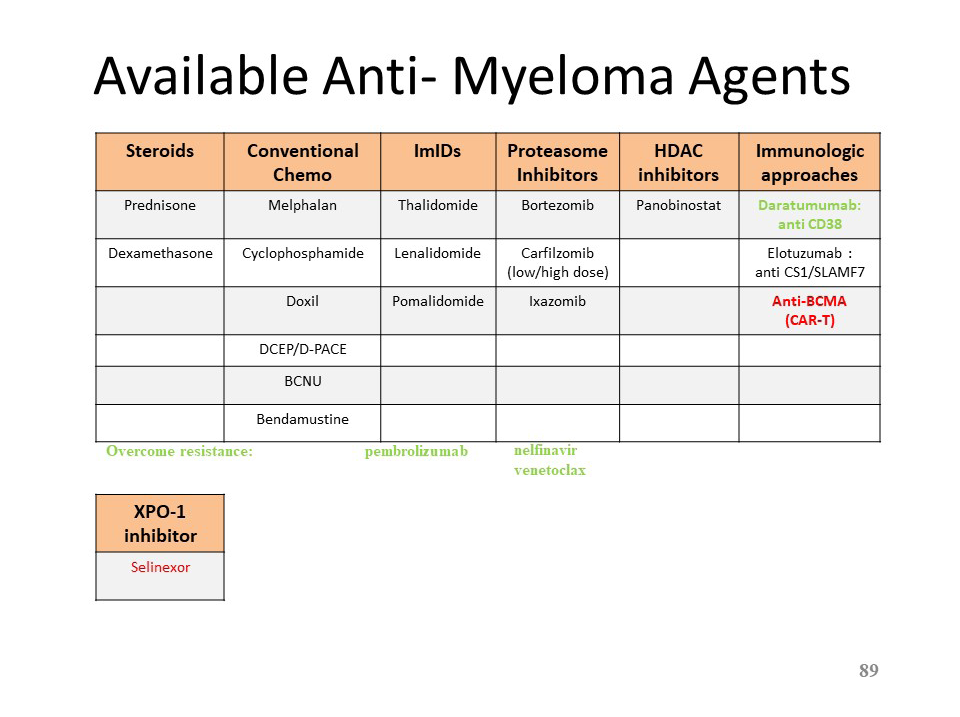 Available Anti- Myeloma Agents
Steroids
Conventional
Chemo
ImIDs
Proteasome
Inhibitors
HDAC
inhibitors
Immunologic
approaches
Prednisone
Melphalan
Thalidomide
Bortezomib
Panobinostat
Daratumumab:
anti CD38
Dexamethasone
Cyclophosphamide
Lenalidomide
Carfilzomib
(low/high dose)
Elotuzumab :
anti CS1/SLAMF7
Doxil
Pomalidomide
Ixazomib
Anti-BCMA
(CAR-T)
DCEP/D-PACE
BCNU
Bendamustine
Overcome resistance:
pembrolizumab
nelfinavir
venetoclax
XPO-1
inhibitor
Selinexor
89